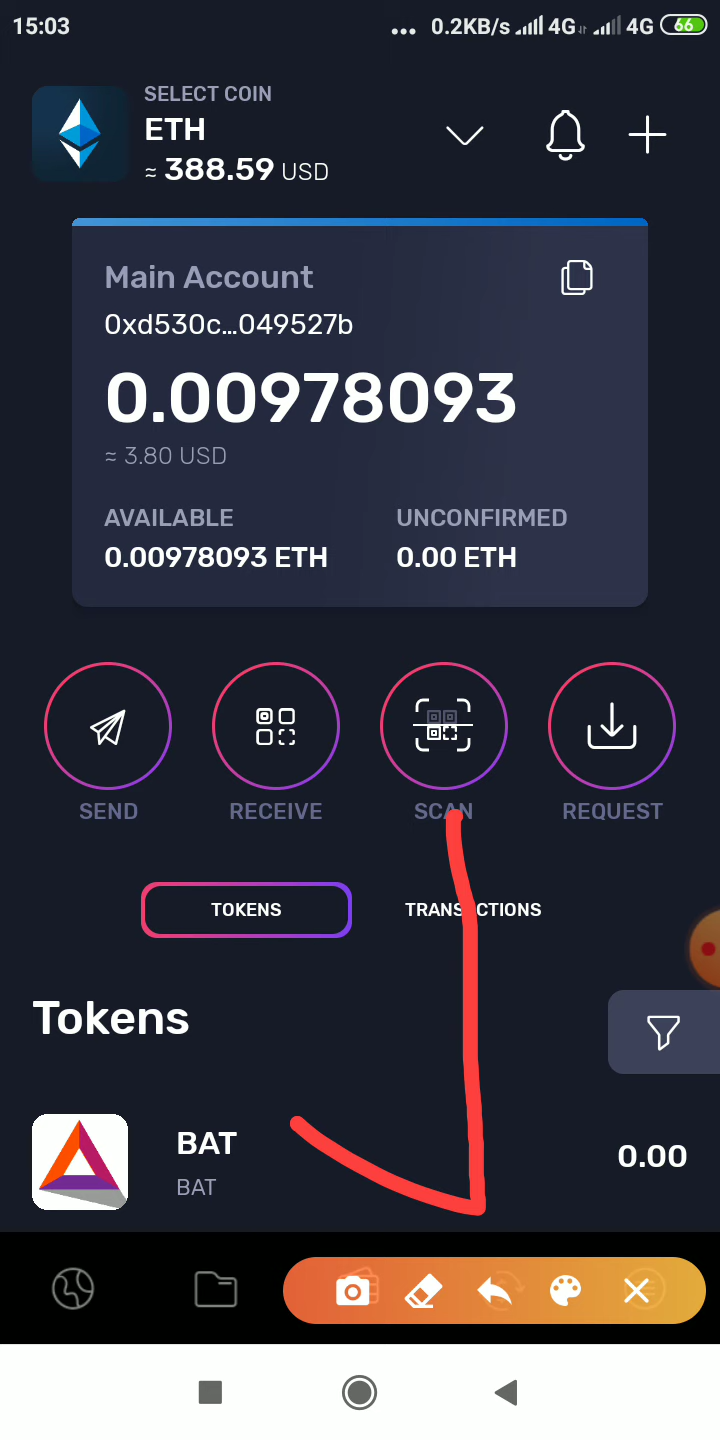 15:03 ... 0.2KB/s 4G 4G 66
SELECT COIN
ETH
≈ 388.59 USD
Main Account
0xd530c...049527b
0.00978093
≈ 3.80 USD
AVAILABLE UNCONFIRMED
0.00978093 ETH 0.00 ETH
SEND RECEIVE SCAN REQUEST
TOKENS TRANSACTIONS
Tokens
BAT 0.00
BAT